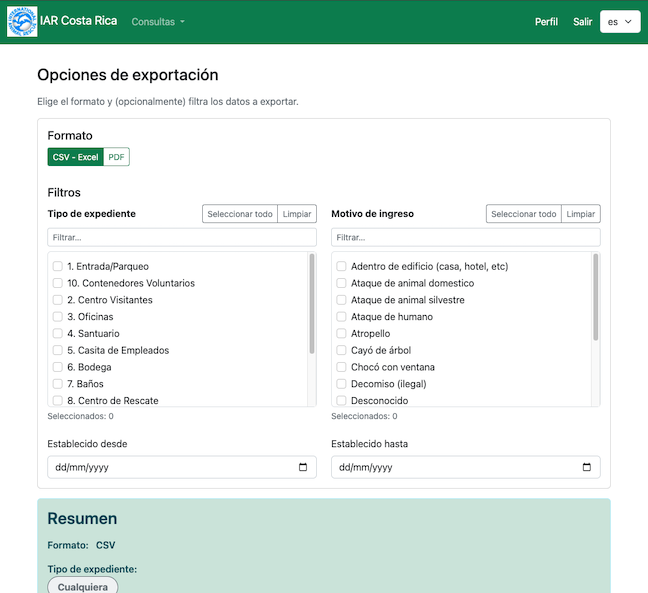 INTERNATIONAL ANIMAL RESCUE
IAR Costa Rica
Consultas
Perfil
Salir
es
Opciones de exportación
Elige el formato y (opcionalmente) filtra los datos a exportar.
Formato
CSV - Excel
PDF
Filtros
Tipo de expediente
Seleccionar todo
Limpiar
Filtrar...
1. Entrada/Parqueo
10. Contenedores Voluntarios
2. Centro Visitantes
3. Oficinas
4. Santuario
5. Casita de Empleados
6. Bodega
7. Baños
8. Centro de Rescate
Seleccionados: 0
Motivo de ingreso
Seleccionar todo
Limpiar
Filtrar...
Adentro de edificio (casa, hotel, etc)
Ataque de animal domestico
Ataque de animal silvestre
Ataque de humano
Atropello
Cayó de árbol
Chocó con ventana
Decomiso (ilegal)
Desconocido
Seleccionados: 0
Establecido desde
dd/mm/yyyy
Establecido hasta
dd/mm/yyyy
Resumen
Formato: CSV
Tipo de expediente:
Cualquiera